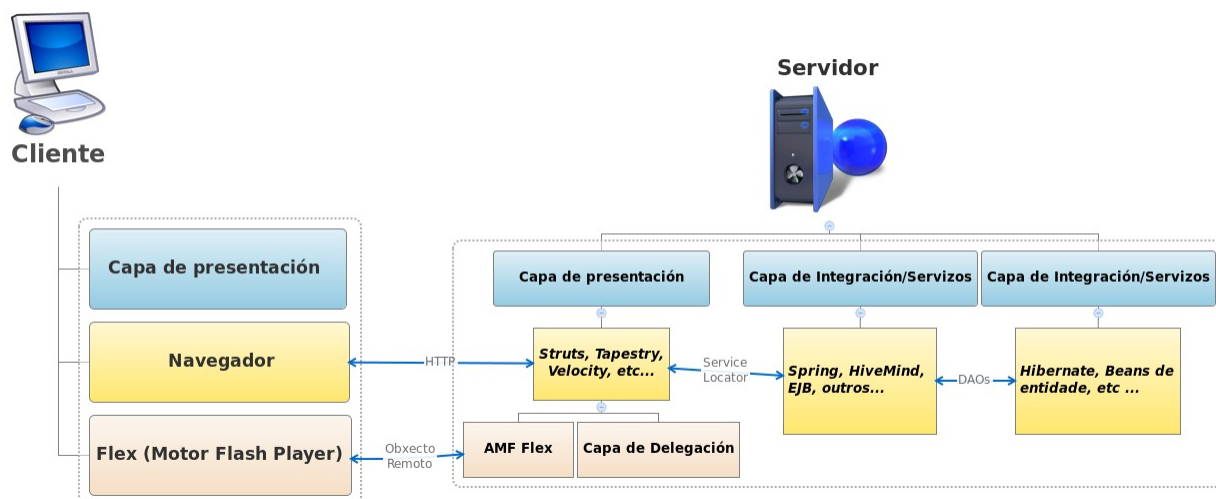 Cliente
Capa de presentación
Navegador
Flex (Motor Flash Player)
HTTP
Obxecto
Remoto
Servidor
Capa de presentación
Capa de Integración/Servizos
Capa de Integración/Servizos
Struts, Tapestry,
Velocity, etc...
Service
Locator
Spring, HiveMind,
EJB, outros...
DAOs
Hibernate, Beans de
entidade, etc ...
AMF Flex
Capa de Delegación